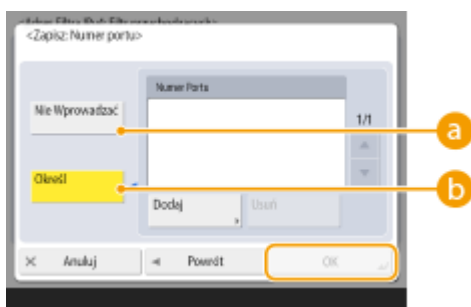 <Zapisz: Numer portu>
Numer Portu
Nie Wprowadzać
1/1
a
Określ
b
Dodaj
Usuń
Anuluj
Powrót
OK